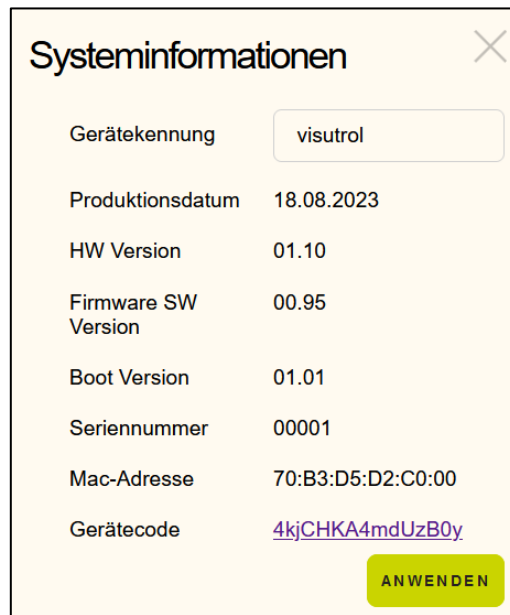 Systeminformationen
Gerätekennung visutrol
Produktionsdatum 18.08.2023
HW Version 01.10
Firmware SW 00.95
Version
Boot Version 01.01
Seriennummer 00001
Mac-Adresse 70:B3:D5:D2:C0:00
Gerätecode 4kjCHKA4mdUzB0y
ANWENDEN